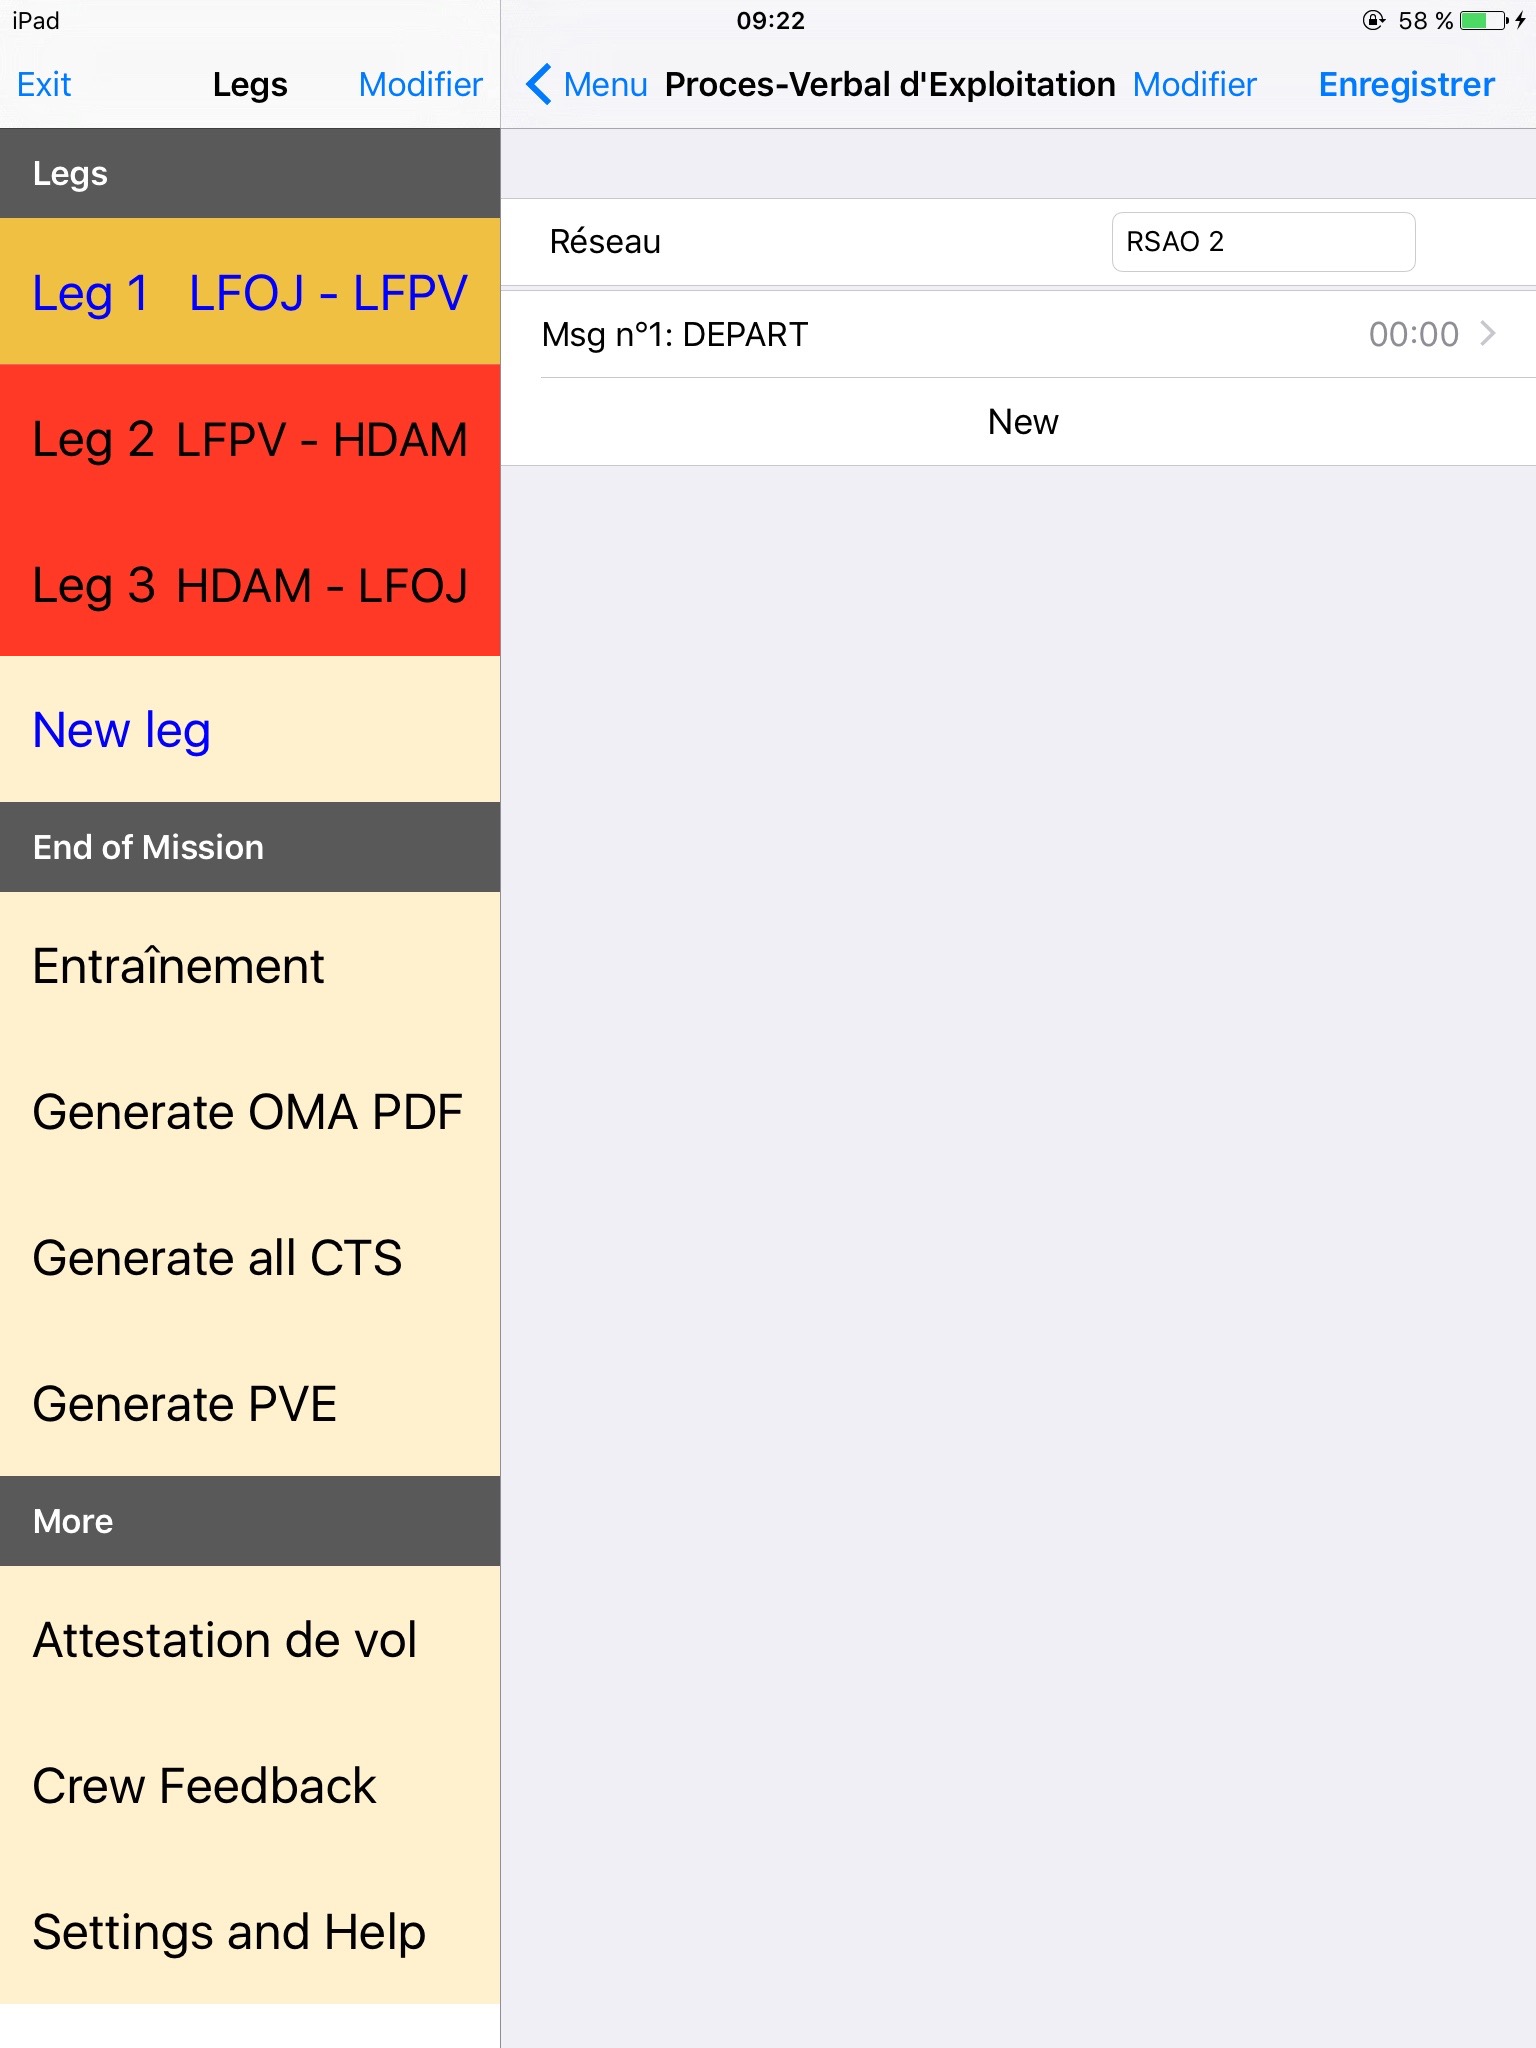 iPad
09:22
58 %
Exit
Legs
Modifier
Menu
Proces-Verbal d'Exploitation
Modifier
Enregistrer
Legs
Leg 1 LFOJ - LFPV
Leg 2 LFPV - HDAM
Leg 3 HDAM - LFOJ
New leg
End of Mission
Entraînement
Generate OMA PDF
Generate all CTS
Generate PVE
More
Attestation de vol
Crew Feedback
Settings and Help
Réseau
RSAO 2
Msg n°1: DEPART
00:00
New